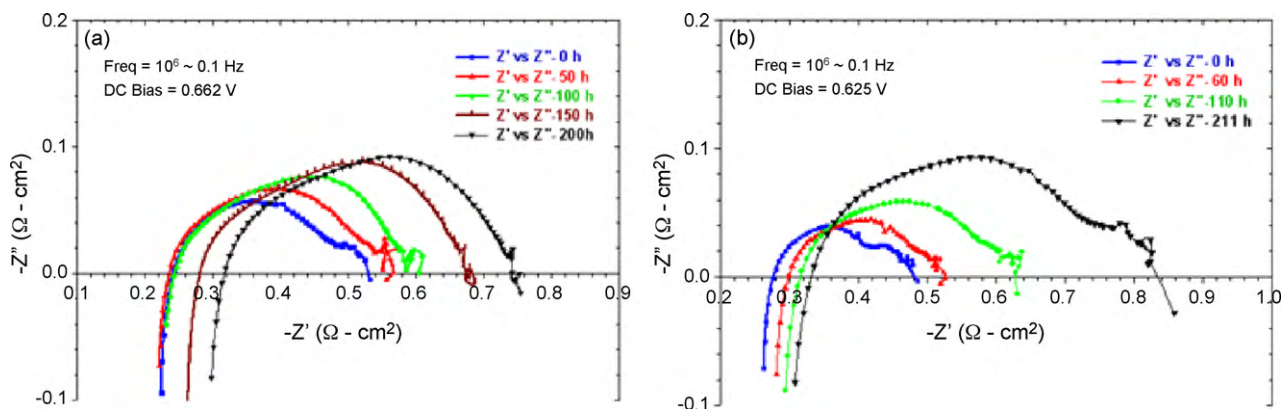 (a)
Freq = 10⁶ ~ 0.1 Hz
DC Bias = 0.662 V
Z' vs Z''-0 h
Z' vs Z''-50 h
Z' vs Z''-100 h
Z' vs Z''-150 h
Z' vs Z''-200h
-Z'' (Ω - cm²)
0.2
0.1
0.0
-0.1
0.1 0.2 0.3 0.4 0.5 0.6 0.7 0.8 0.9
-Z' (Ω - cm²)
(b)
Freq = 10⁶ ~ 0.1 Hz
DC Bias = 0.625 V
Z' vs Z''-0 h
Z' vs Z''-60 h
Z' vs Z''-110 h
Z' vs Z''-211 h
-Z'' (Ω - cm²)
0.2
0.1
0.0
-0.1
0.2 0.3 0.4 0.5 0.6 0.7 0.8 0.9 1.0
-Z' (Ω - cm²)